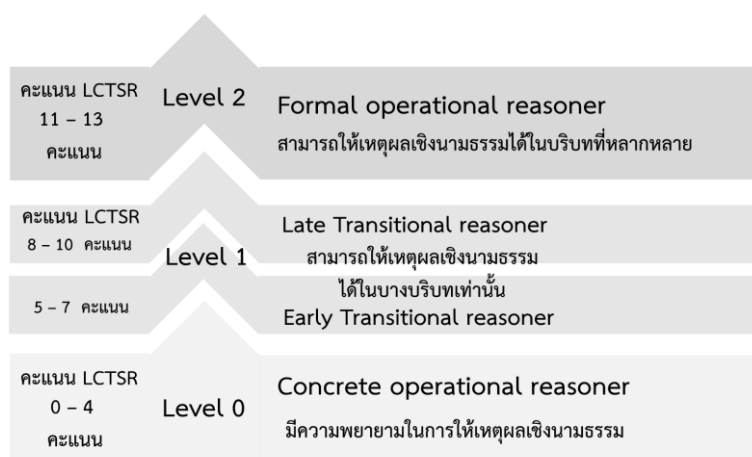 คะแนน LCTSR
11 – 13
คะแนน
Level 2
Formal operational reasoner
สามารถให้เหตุผลเชิงนามธรรมได้ในบริบทที่หลากหลาย
คะแนน LCTSR
8 – 10 คะแนน
Level 1
Late Transitional reasoner
สามารถให้เหตุผลเชิงนามธรรม
ได้ในบางบริบทเท่านั้น
5 – 7 คะแนน
Early Transitional reasoner
คะแนน LCTSR
0 – 4
คะแนน
Level 0
Concrete operational reasoner
มีความพยายามในการให้เหตุผลเชิงนามธรรม